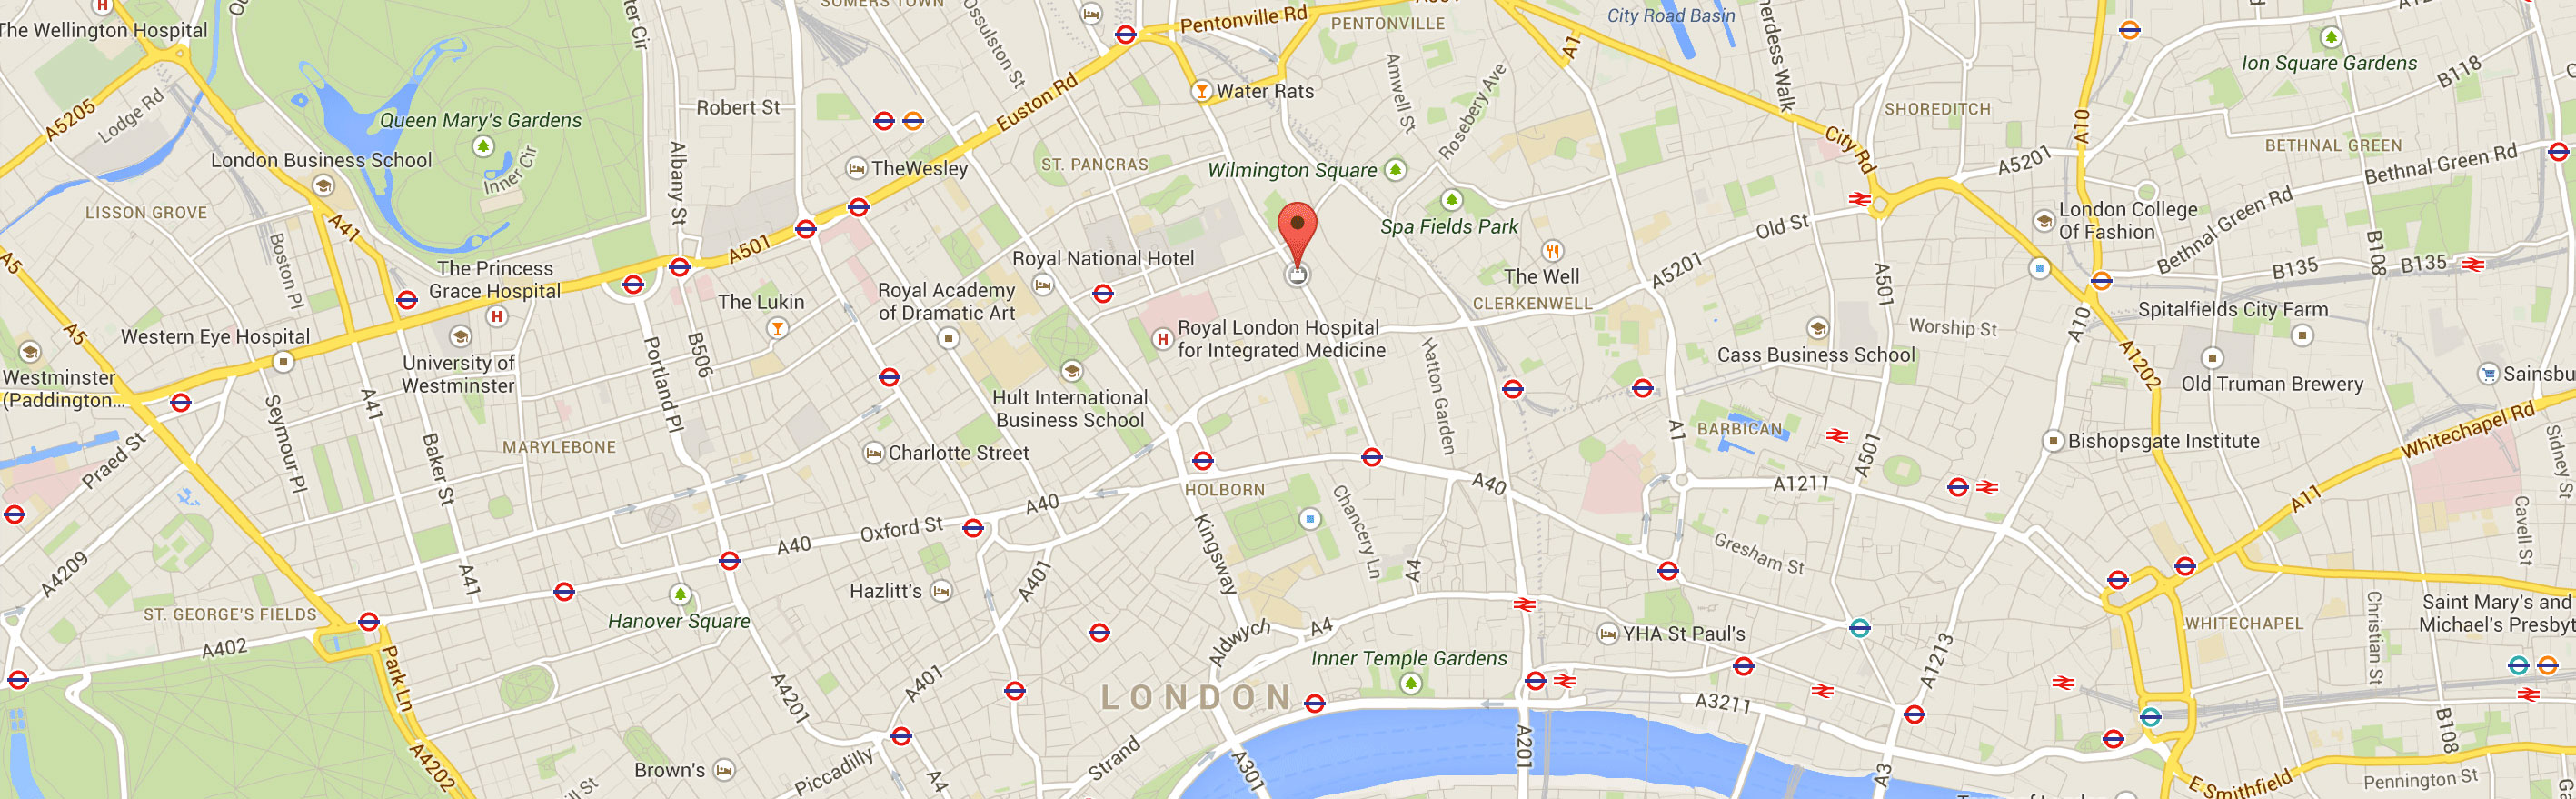 SOMERS TOWN
Pentonville Rd
PENTONVILLE
City Road Basin
The Wellington Hospital
Ossulston St
A1
Ion Square Gardens
B118
A5205
Lodge Rd
Queen Mary's Gardens
Robert St
Euston Rd
Water Rats
Amwell St
Rosebery Ave
SHOREDITCH
A10
City Rd
BETHNAL GREEN
Bethnal Green Rd
London Business School
Inner Cir
Albany St
TheWesley
ST. PANCRAS
Wilmington Square
A5201
LISSON GROVE
A41
Spa Fields Park
Old St
London College
Of Fashion
Bethnal Green Rd
B108
A5
Boston Pl
A501
Royal National Hotel
The Well
A5201
A501
B135
B135
The Princess
Grace Hospital
The Lukin
Royal Academy
of Dramatic Art
CLERKENWELL
Spitalfields City Farm
A5
Western Eye Hospital
University of
Westminster
Portland Pl
B506
Royal London Hospital
for Integrated Medicine
Hatton Garden
Cass Business School
Worship St
A10
A1202
Old Truman Brewery
Westminster
(Paddington...
Seymour Pl
A41
Hult International
Business School
Whitechapel Rd
MARYLEBONE
Baker St
Charlotte Street
A1
BARBICAN
A501
Bishopsgate Institute
Sidney St
Praed St
HOLBORN
A40
A1211
A11
A40
Chancery Ln
Cavell St
A4209
A41
A40
Oxford St
Kingsway
A4
Gresham St
Hazlitt's
A401
ST. GEORGE'S FIELDS
Hanover Square
A402
Park Ln
Aldwych
A4
YHA St Paul's
A1213
WHITECHAPEL
Christian St
Saint Mary's and
Inner Temple Gardens
A4201
A401
LONDON
A3211
B108
A4202
Brown's
Piccadilly
A4
Strand
A301
A201
A3
E Smithfield
Pennington St